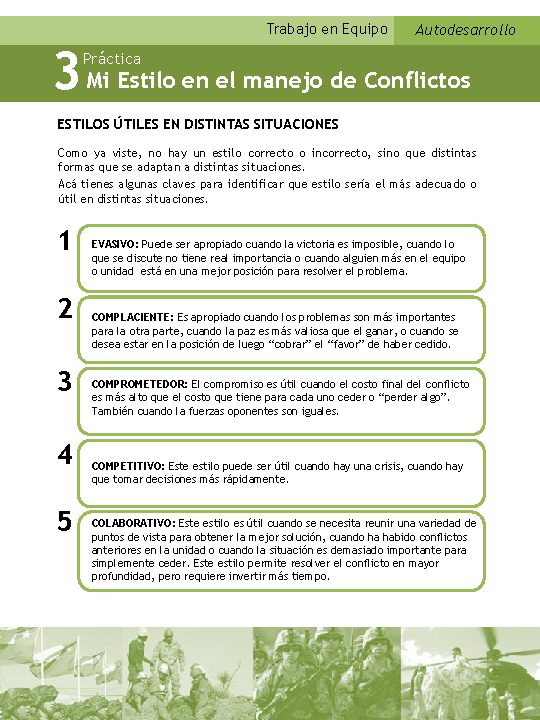 Trabajo en Equipo
Autodesarrollo
3
Práctica
Mi Estilo en el manejo de Conflictos
ESTILOS ÚTILES EN DISTINTAS SITUACIONES
Como ya viste, no hay un estilo correcto o incorrecto, sino que distintas
formas que se adaptan a distintas situaciones.
Acá tienes algunas claves para identificar que estilo sería el más adecuado o
útil en distintas situaciones.
1
EVASIVO: Puede ser apropiado cuando la victoria es imposible, cuando lo
que se discute no tiene real importancia o cuando alguien más en el equipo
o unidad está en una mejor posición para resolver el problema.
2
COMPLACIENTE: Es apropiado cuando los problemas son más importantes
para la otra parte, cuando la paz es más valiosa que el ganar, o cuando se
desea estar en la posición de luego “cobrar” el “favor” de haber cedido.
3
COMPROMETEDOR: El compromiso es útil cuando el costo final del conflicto
es más alto que el costo que tiene para cada uno ceder o “perder algo”.
También cuando la fuerzas oponentes son iguales.
4
COMPETITIVO: Este estilo puede ser útil cuando hay una crisis, cuando hay
que tomar decisiones más rápidamente.
5
COLABORATIVO: Este estilo es útil cuando se necesita reunir una variedad de
puntos de vista para obtener la mejor solución, cuando ha habido conflictos
anteriores en la unidad o cuando la situación es demasiado importante para
simplemente ceder. Este estilo permite resolver el conflicto en mayor
profundidad, pero requiere invertir más tiempo.